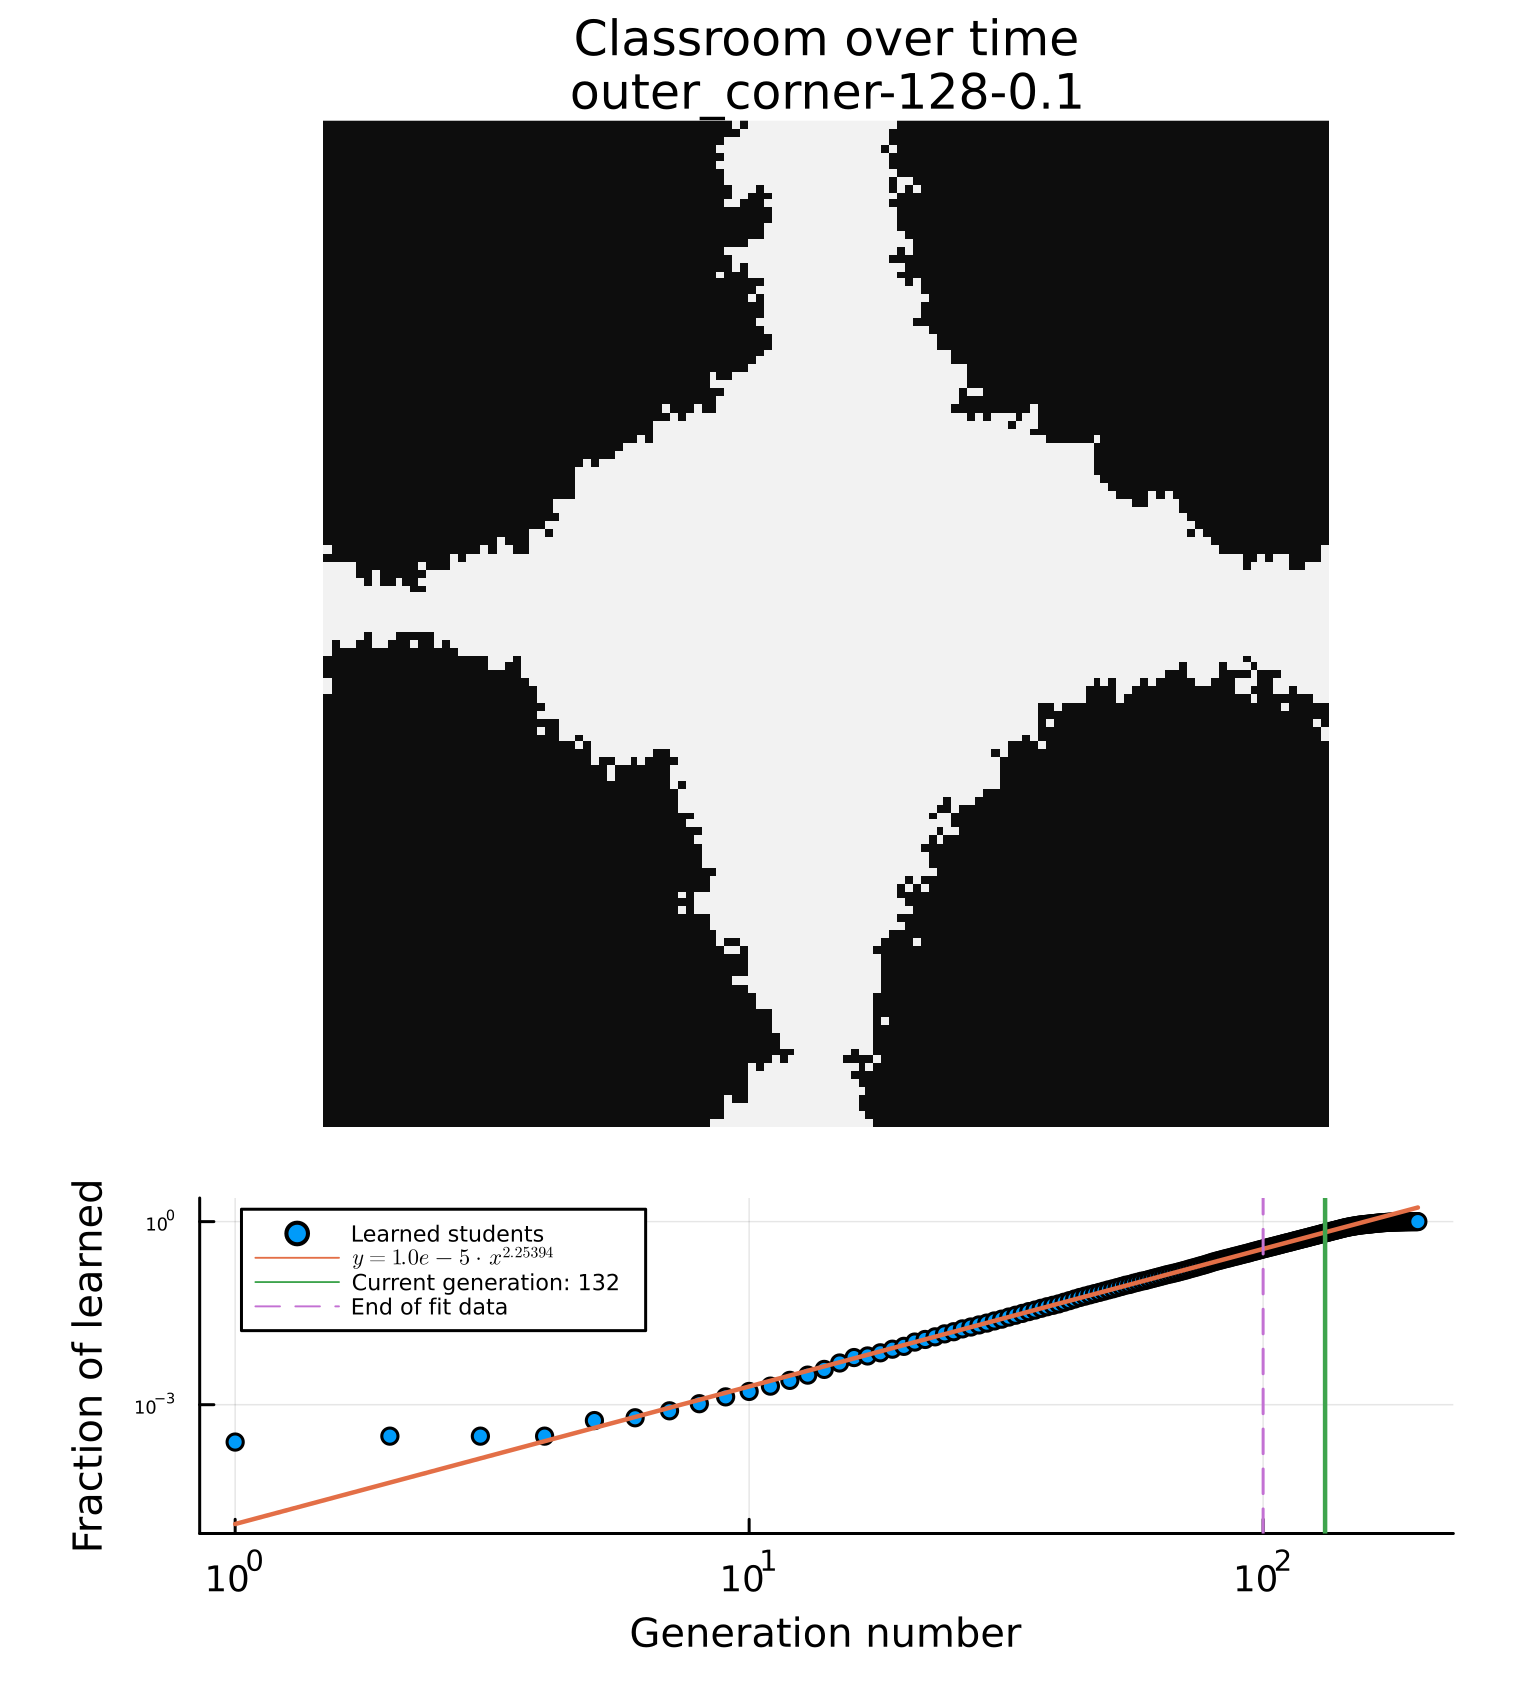 Classroom over time
outer_corner-128-0.1
Fraction of learned
10^0
10^−3
Learned students
y = 1.0e − 5 · x^2.25394
Current generation: 132
End of fit data
10^0
10^1
10^2
Generation number